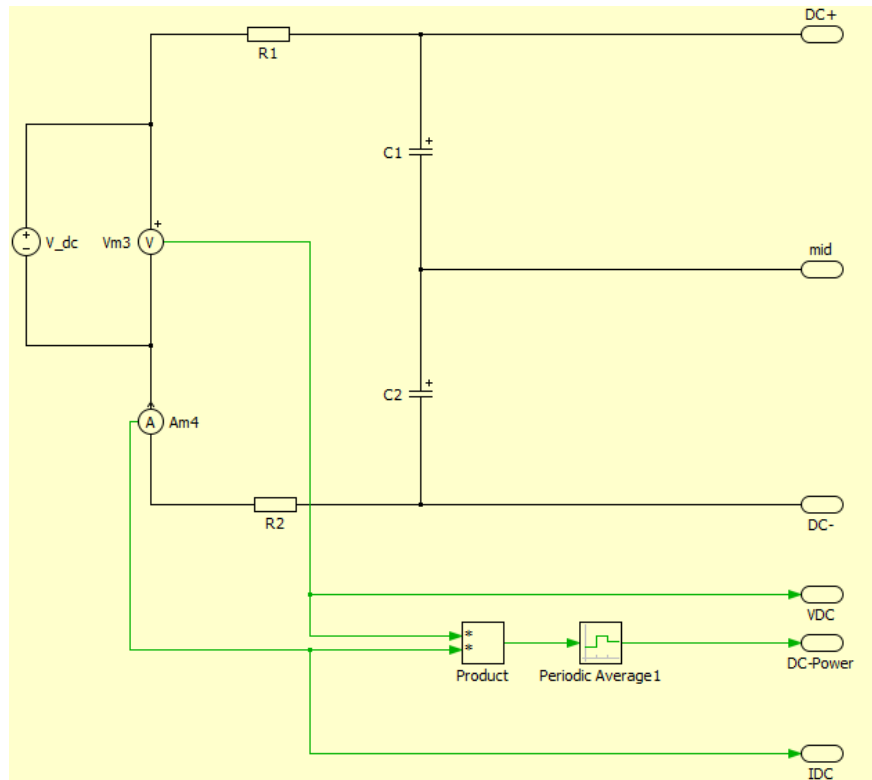 DC+
R1
C1
+
mid
+
V_dc
Vm3
V
+
C2
+
A
Am4
R2
DC-
VDC
*
*
Product
Periodic Average1
DC-Power
IDC